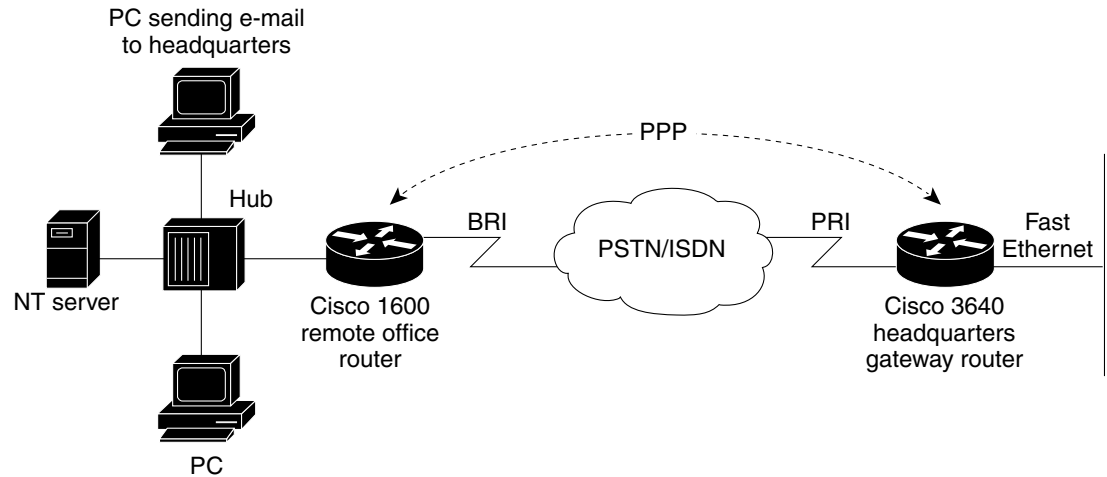 PC sending e-mail
to headquarters
PPP
Hub
BRI
PSTN/ISDN
PRI
Fast
Ethernet
NT server
Cisco 1600
remote office
router
Cisco 3640
headquarters
gateway router
PC